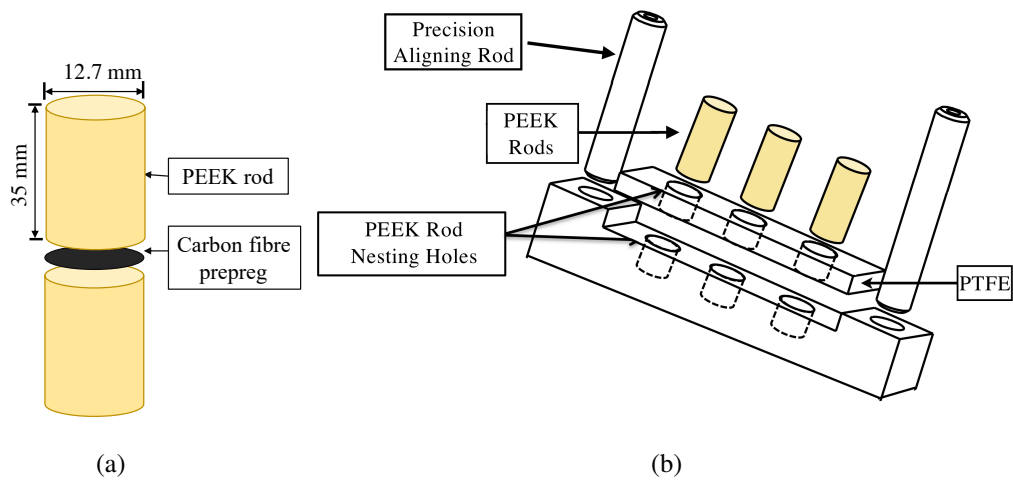 12.7 mm
35 mm
PEEK rod
Carbon fibre
prepreg
(a)
Precision
Aligning Rod
PEEK
Rods
PEEK Rod
Nesting Holes
PTFE
(b)